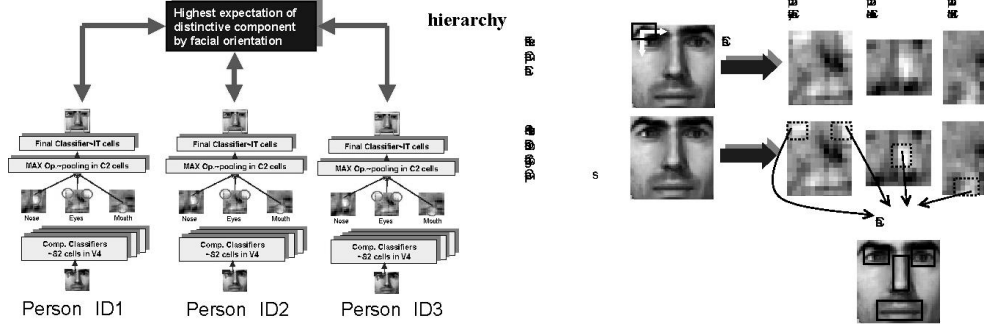 Highest expectation of
distinctive component
by facial orientation
hierarchy
Final Classifier~IT cells
MAX Op.~pooling in C2 cells
Nose Eyes Mouth
Comp. Classifiers
~S2 cells in V4
Person ID1
Final Classifier~IT cells
MAX Op.~pooling in C2 cells
Nose Eyes Mouth
Comp. Classifiers
~S2 cells in V4
Person ID2
Final Classifier~IT cells
MAX Op.~pooling in C2 cells
Nose Eyes Mouth
Comp. Classifiers
~S2 cells in V4
Person ID3
s